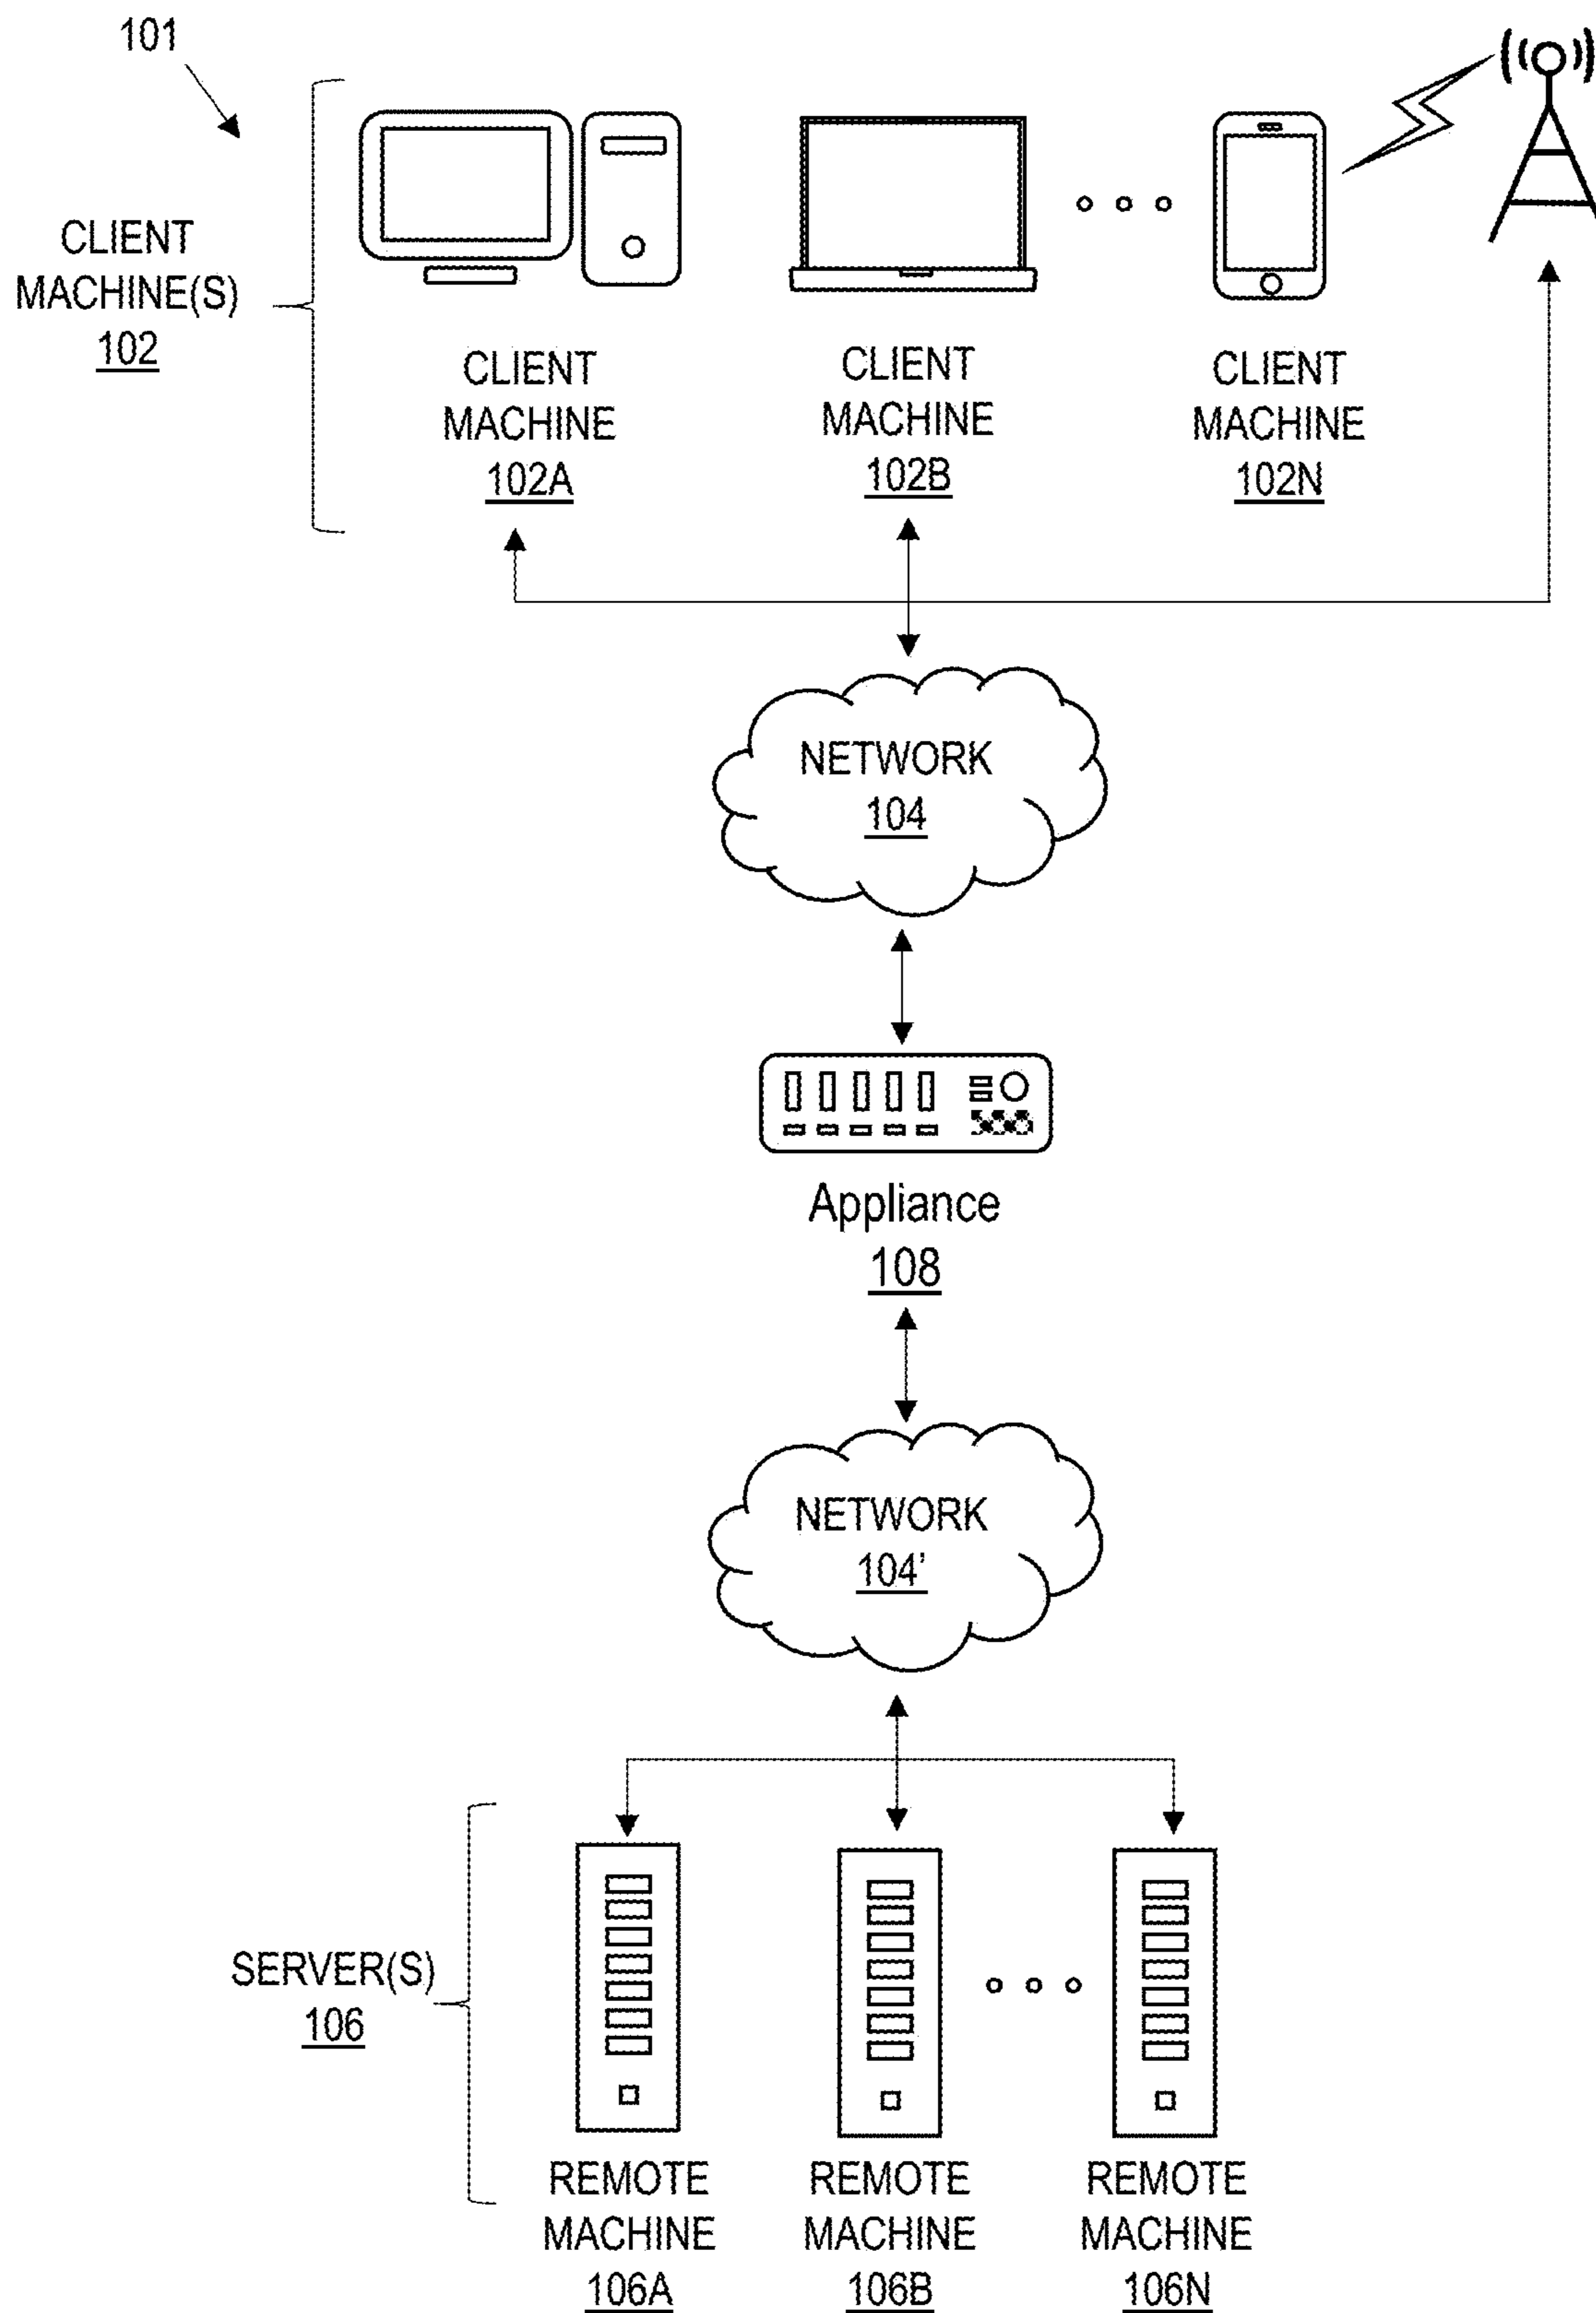 101
CLIENT
MACHINE(S)
102
CLIENT
MACHINE
102A
CLIENT
MACHINE
102B
CLIENT
MACHINE
102N
NETWORK
104
Appliance
108
NETWORK
104'
SERVER(S)
106
REMOTE
MACHINE
106A
REMOTE
MACHINE
106B
REMOTE
MACHINE
106N